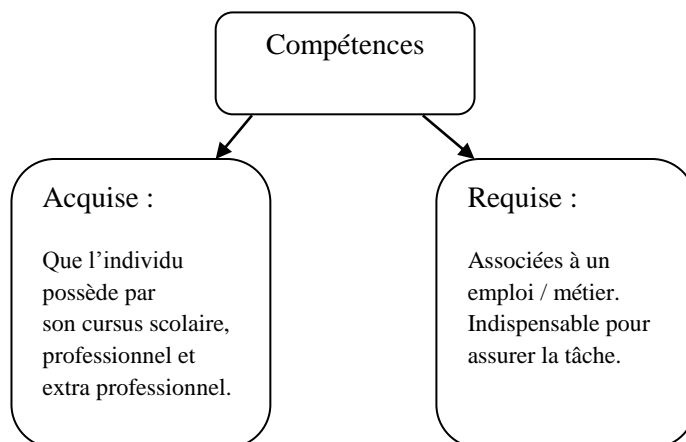 Compétences
Acquise :
Que l’individu
possède par
son cursus scolaire,
professionnel et
extra professionnel.
Requise :
Associées à un
emploi / métier.
Indispensable pour
assurer la tâche.